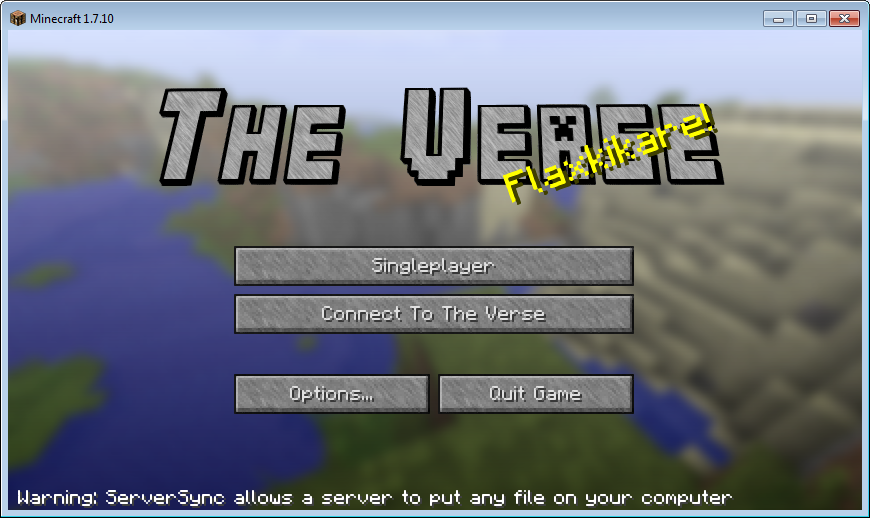 Minecraft 1.7.10
The Verse
Flaxkikare!
Singleplayer
Connect To The Verse
Options...
Quit Game
Warning: ServerSync allows a server to put any file on your computer